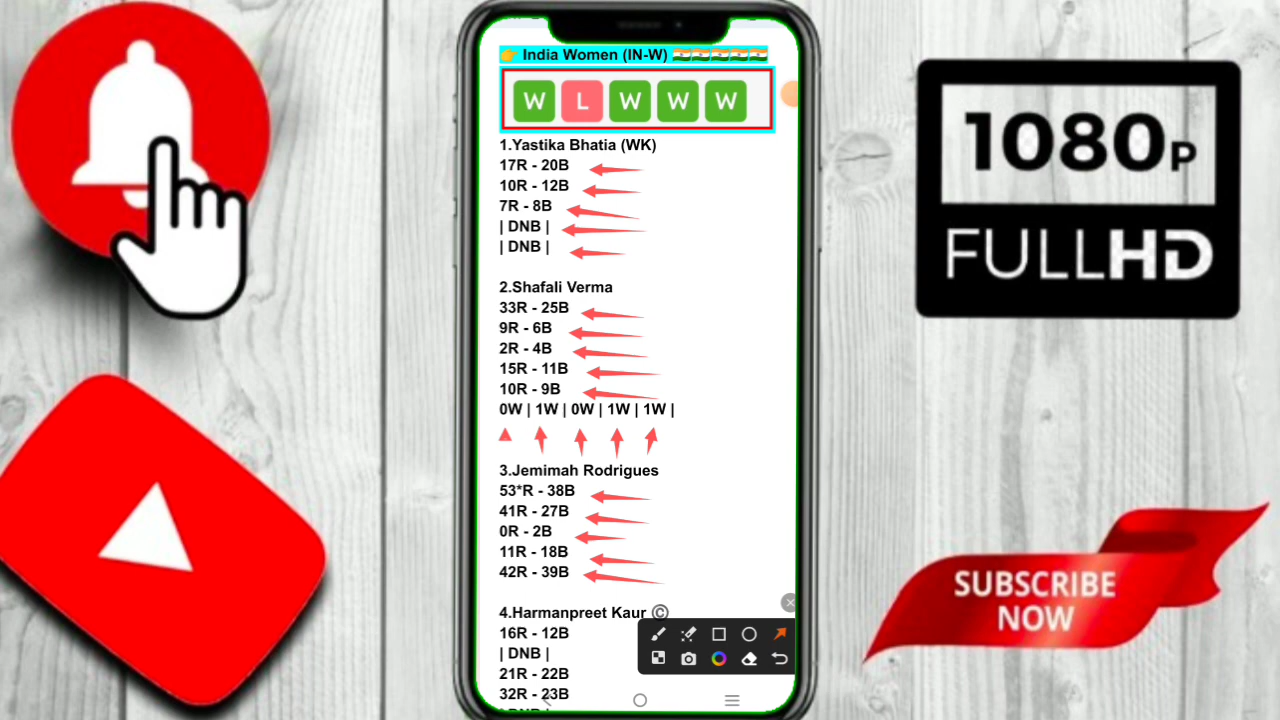 👉 India Women (IN-W) 🇮🇳🇮🇳🇮🇳🇮🇳🇮🇳
W L W W W
1.Yastika Bhatia (WK)
17R - 20B
10R - 12B
7R - 8B
| DNB |
| DNB |
2.Shafali Verma
33R - 25B
9R - 6B
2R - 4B
15R - 11B
10R - 9B
0W | 1W | 0W | 1W | 1W |
3.Jemimah Rodrigues
53*R - 38B
41R - 27B
0R - 2B
11R - 18B
42R - 39B
4.Harmanpreet Kaur ©
16R - 12B
| DNB |
21R - 22B
32R - 23B
1080P
FULLHD
SUBSCRIBE
NOW